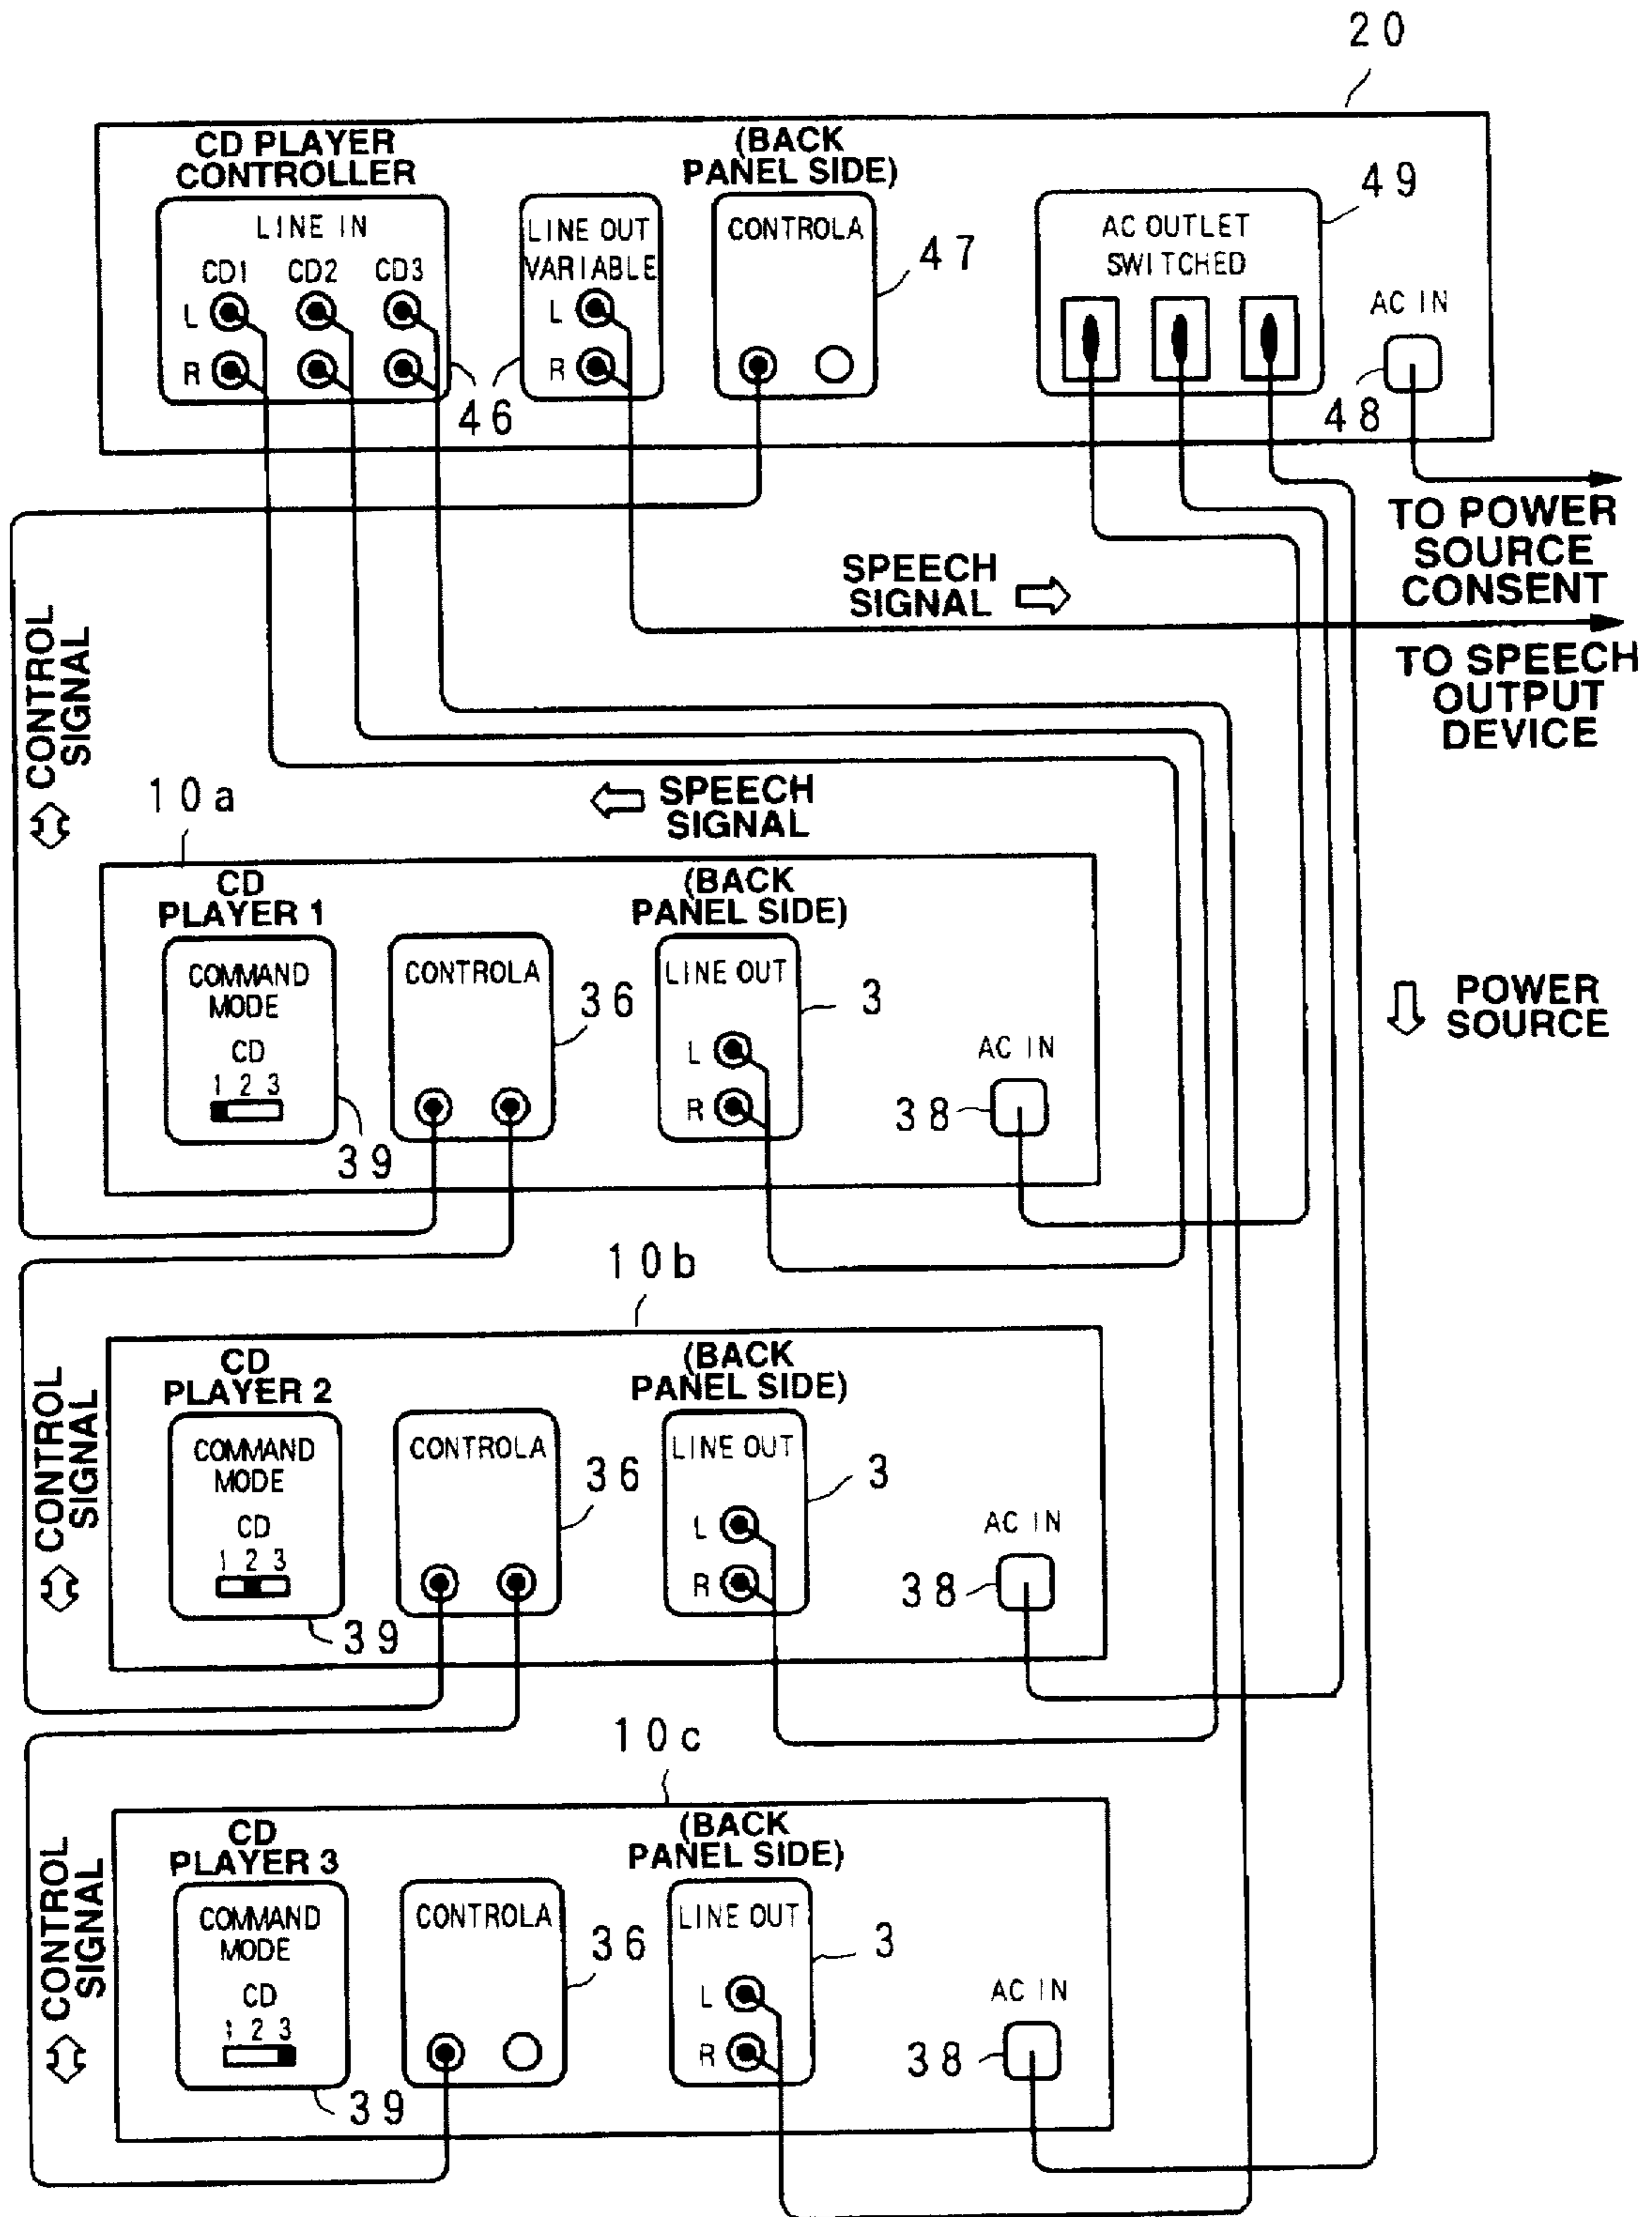 20
CD PLAYER
CONTROLLER
(BACK
PANEL SIDE)
LINE IN
CD1 CD2 CD3
L
R
46
LINE OUT
VARIABLE
L
R
CONTROLA
47
AC OUTLET
SWITCHED
49
AC IN
48
TO POWER
SOURCE
CONSENT
SPEECH
SIGNAL
TO SPEECH
OUTPUT
DEVICE
CONTROL
SIGNAL
SPEECH
SIGNAL
10a
CD
PLAYER 1
(BACK
PANEL SIDE)
COMMAND
MODE
CD
1 2 3
39
CONTROLA
36
LINE OUT
L
R
3
AC IN
38
POWER
SOURCE
10b
CONTROL
SIGNAL
CD
PLAYER 2
(BACK
PANEL SIDE)
COMMAND
MODE
CD
1 2 3
39
CONTROLA
36
LINE OUT
L
R
3
AC IN
38
10c
CONTROL
SIGNAL
CD
PLAYER 3
(BACK
PANEL SIDE)
COMMAND
MODE
CD
1 2 3
39
CONTROLA
36
LINE OUT
L
R
3
AC IN
38